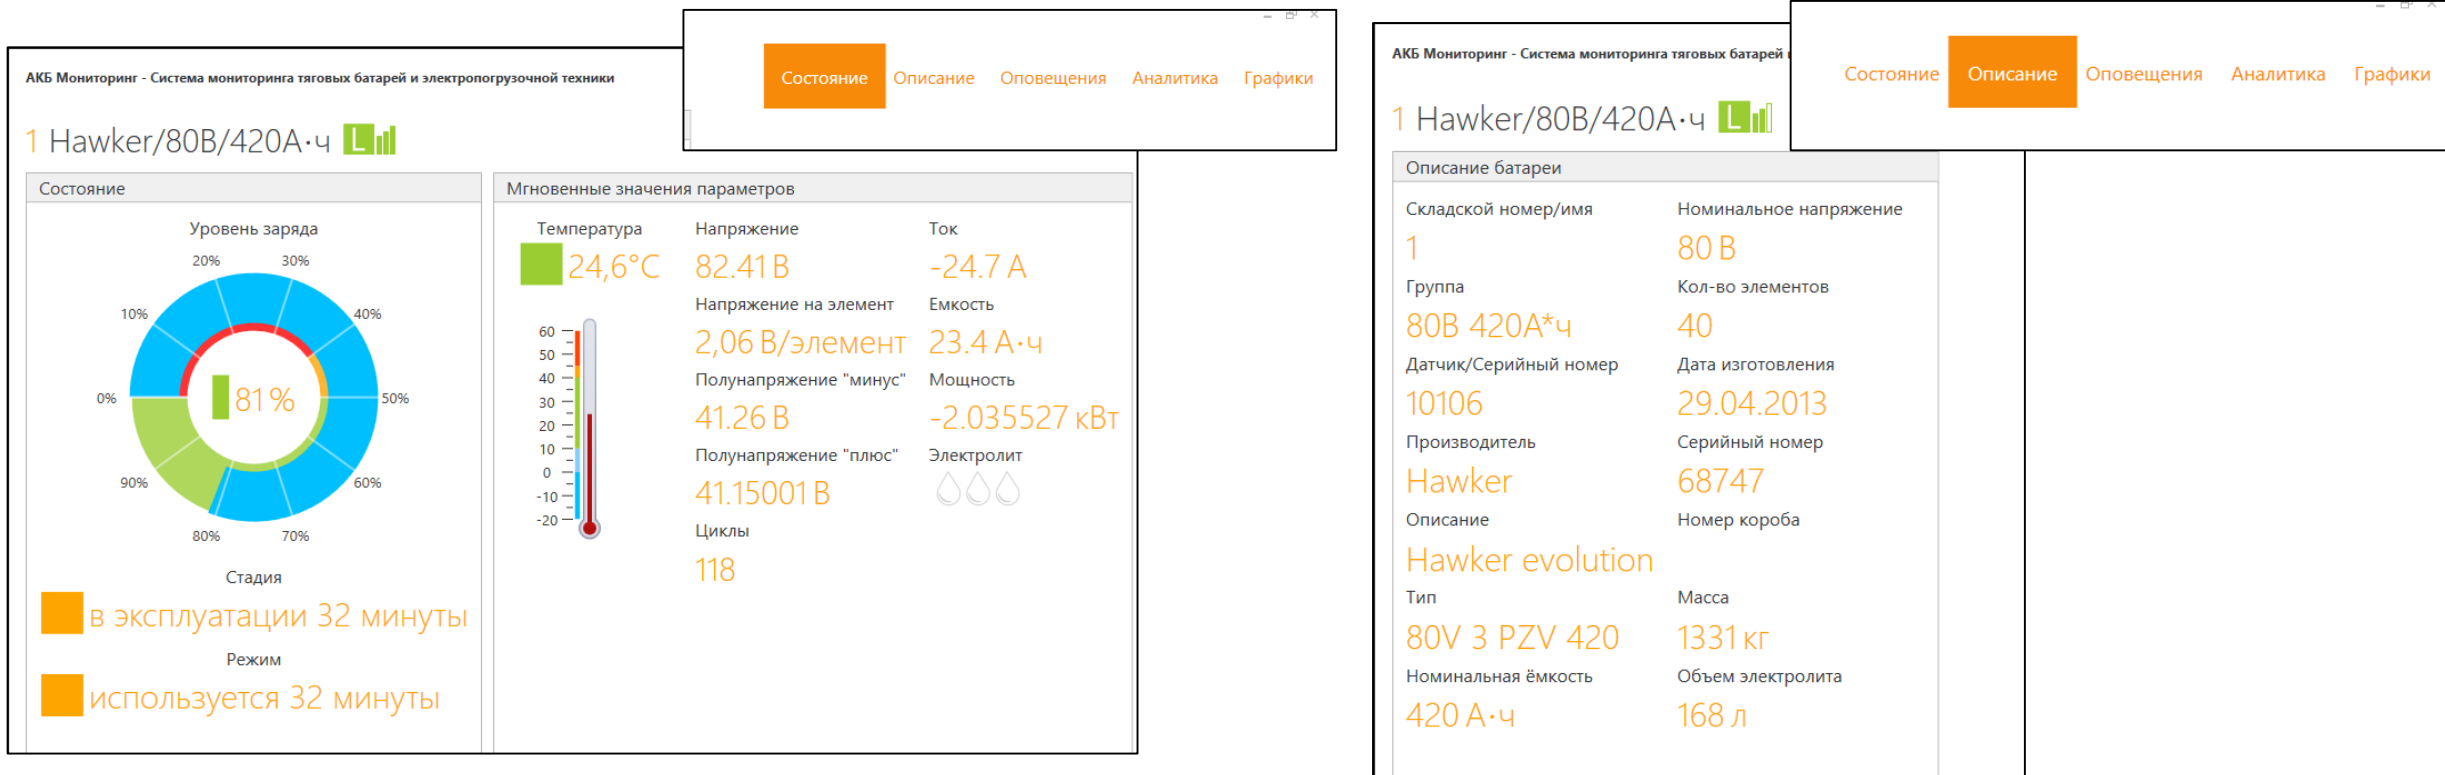 АКБ Мониторинг - Система мониторинга тяговых батарей и электропогрузочной техники
Состояние Описание Оповещения Аналитика Графики
1 Hawker/80В/420А·ч L
Состояние
Уровень заряда
20% 30%
10% 40%
0% 81% 50%
90% 60%
80% 70%
Стадия
в эксплуатации 32 минуты
Режим
используется 32 минуты
Мгновенные значения параметров
Температура
24,6°C
60
50
40
30
20
10
0
-10
-20
Напряжение
82.41 В
Напряжение на элемент
2,06 В/элемент
Полунапряжение "минус"
41.26 В
Полунапряжение "плюс"
41.15001 В
Циклы
118
Ток
-24.7 А
Емкость
23.4 А·ч
Мощность
-2.035527 кВт
Электролит
АКБ Мониторинг - Система мониторинга тяговых батарей
Состояние Описание Оповещения Аналитика Графики
1 Hawker/80В/420А·ч L
Описание батареи
Складской номер/имя Номинальное напряжение
1 80 В
Группа Кол-во элементов
80В 420А*ч 40
Датчик/Серийный номер Дата изготовления
10106 29.04.2013
Производитель Серийный номер
Hawker 68747
Описание Номер короба
Hawker evolution
Тип Масса
80V 3 PZV 420 1331 кг
Номинальная ёмкость Объем электролита
420 А·ч 168 л